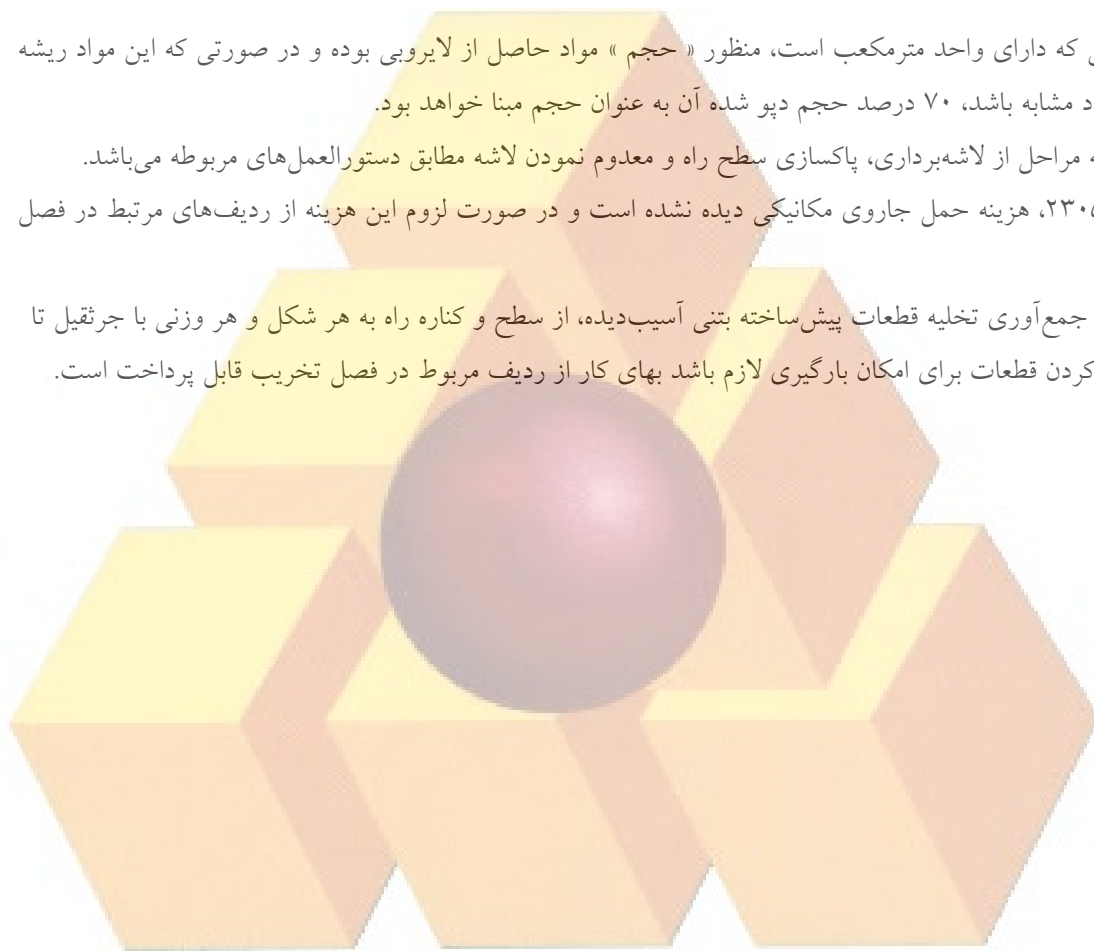 که دارای واحد مترمکعب است، منظور « حجم » مواد حاصل از لایروبی بوده و در صورتی که این مواد ریشه
مشابه باشد، ۷۰ درصد حجم دپو شده آن به عنوان حجم مبنا خواهد بود.
مراحل از لاشه‌برداری، پاکسازی سطح راه و معدوم نمودن لاشه مطابق دستورالعمل‌های مربوطه می‌باشد.
هزینه حمل جاروی مکانیکی دیده نشده است و در صورت لزوم این هزینه از ردیف‌های مرتبط در فصل
جمع‌آوری تخلیه قطعات پیش‌ساخته بتنی آسیب‌دیده، از سطح و کناره راه به هر شکل و هر وزنی با جرثقیل تا
کردن قطعات برای امکان بارگیری لازم باشد بهای کار از ردیف مربوط در فصل تخریب قابل پرداخت است.